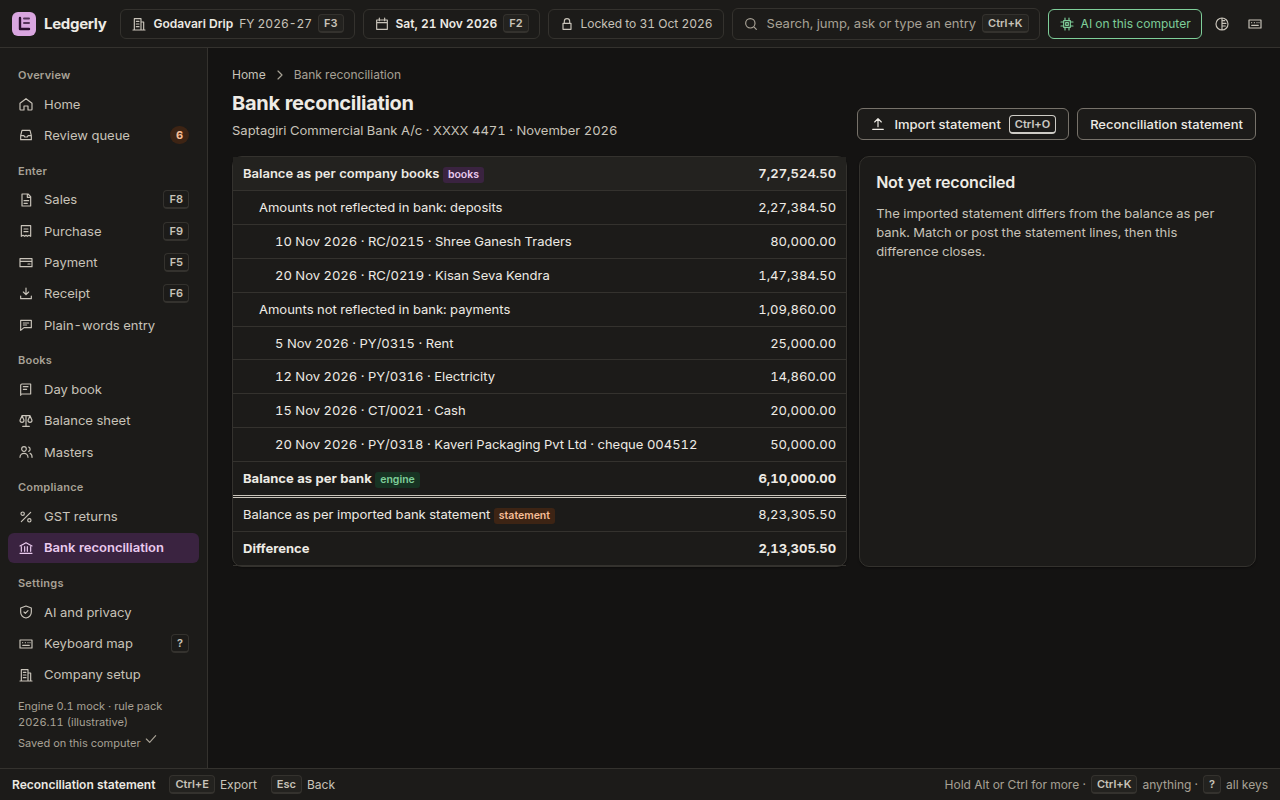 Ledgerly
Godavari Drip FY 2026-27 F3
Sat, 21 Nov 2026 F2
Locked to 31 Oct 2026
Search, jump, ask or type an entry Ctrl+K
AI on this computer
Overview
Home
Review queue 6
Enter
Sales F8
Purchase F9
Payment F5
Receipt F6
Plain-words entry
Books
Day book
Balance sheet
Masters
Compliance
GST returns
Bank reconciliation
Settings
AI and privacy
Keyboard map ?
Company setup
Engine 0.1 mock · rule pack
2026.11 (illustrative)
Saved on this computer
Home > Bank reconciliation
Bank reconciliation
Saptagiri Commercial Bank A/c · XXXX 4471 · November 2026
Import statement Ctrl+O
Reconciliation statement
Balance as per company books books 7,27,524.50
Amounts not reflected in bank: deposits 2,27,384.50
10 Nov 2026 · RC/0215 · Shree Ganesh Traders 80,000.00
20 Nov 2026 · RC/0219 · Kisan Seva Kendra 1,47,384.50
Amounts not reflected in bank: payments 1,09,860.00
5 Nov 2026 · PY/0315 · Rent 25,000.00
12 Nov 2026 · PY/0316 · Electricity 14,860.00
15 Nov 2026 · CT/0021 · Cash 20,000.00
20 Nov 2026 · PY/0318 · Kaveri Packaging Pvt Ltd · cheque 004512 50,000.00
Balance as per bank engine 6,10,000.00
Balance as per imported bank statement statement 8,23,305.50
Difference 2,13,305.50
Not yet reconciled
The imported statement differs from the balance as per
bank. Match or post the statement lines, then this
difference closes.
Reconciliation statement Ctrl+E Export Esc Back
Hold Alt or Ctrl for more · Ctrl+K anything · ? all keys